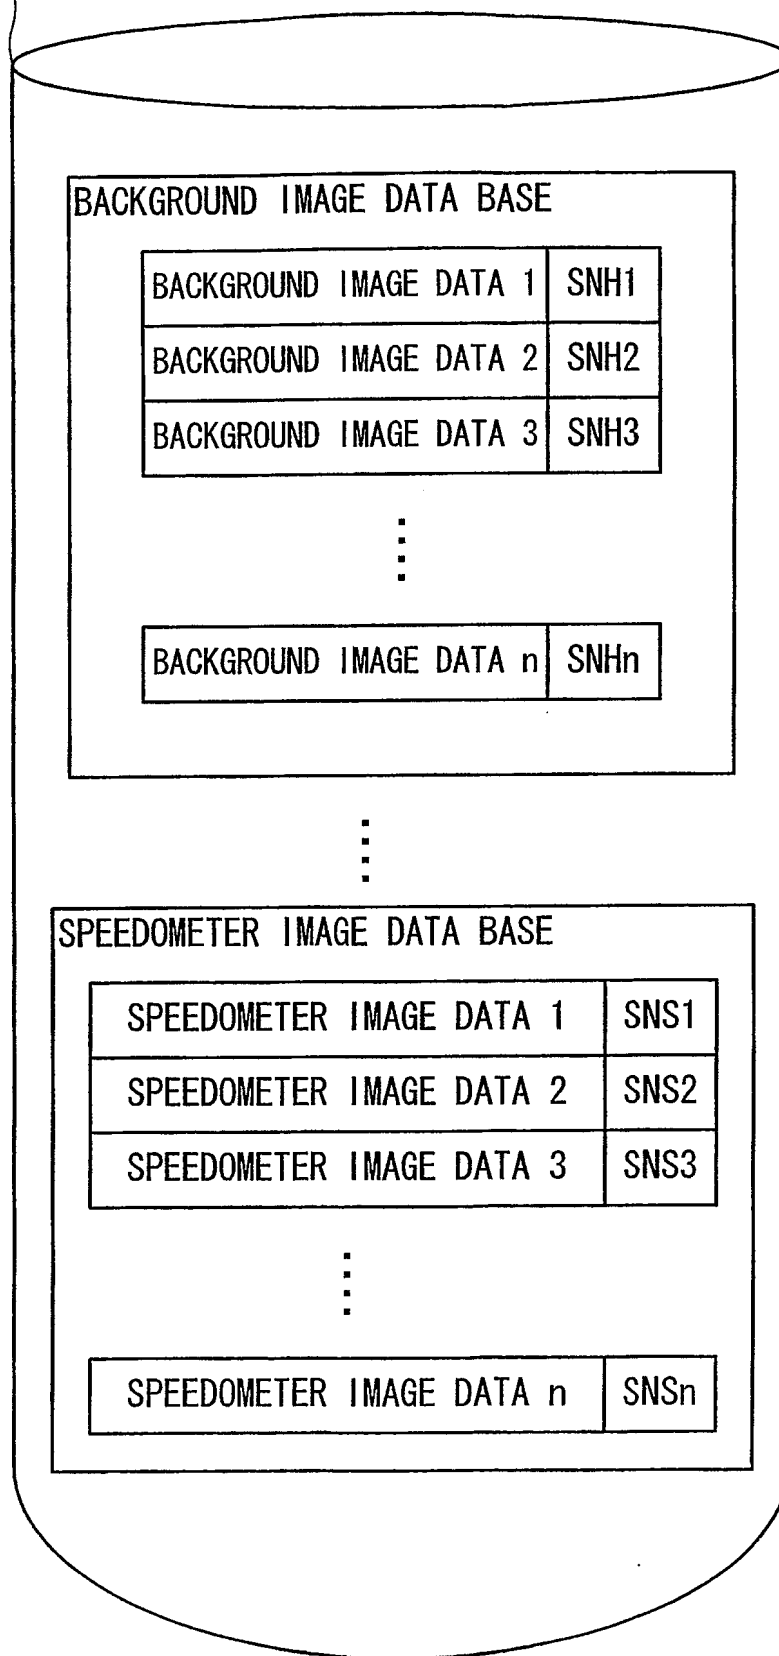 BACKGROUND IMAGE DATA BASE
BACKGROUND IMAGE DATA 1 SNH1
BACKGROUND IMAGE DATA 2 SNH2
BACKGROUND IMAGE DATA 3 SNH3
BACKGROUND IMAGE DATA n SNHn
SPEEDOMETER IMAGE DATA BASE
SPEEDOMETER IMAGE DATA 1 SNS1
SPEEDOMETER IMAGE DATA 2 SNS2
SPEEDOMETER IMAGE DATA 3 SNS3
SPEEDOMETER IMAGE DATA n SNSn